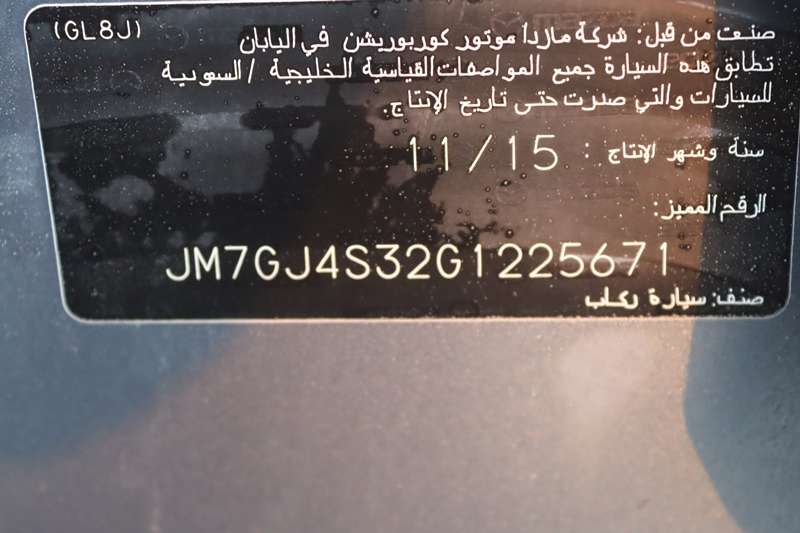 (GL8J)
صنعت من قبل: شركة مازدا موتور كوربوريشن في اليابان
تطابق هذه السيارة جميع المواصفات القياسية الخليجية / السعودية
للسيارات والتي صدرت حتى تاريخ الإنتاج.
سنة وشهر الإنتاج : 11/15
الرقم المميز:
JM7GJ4S32G1225671
صنف: سيارة ركاب